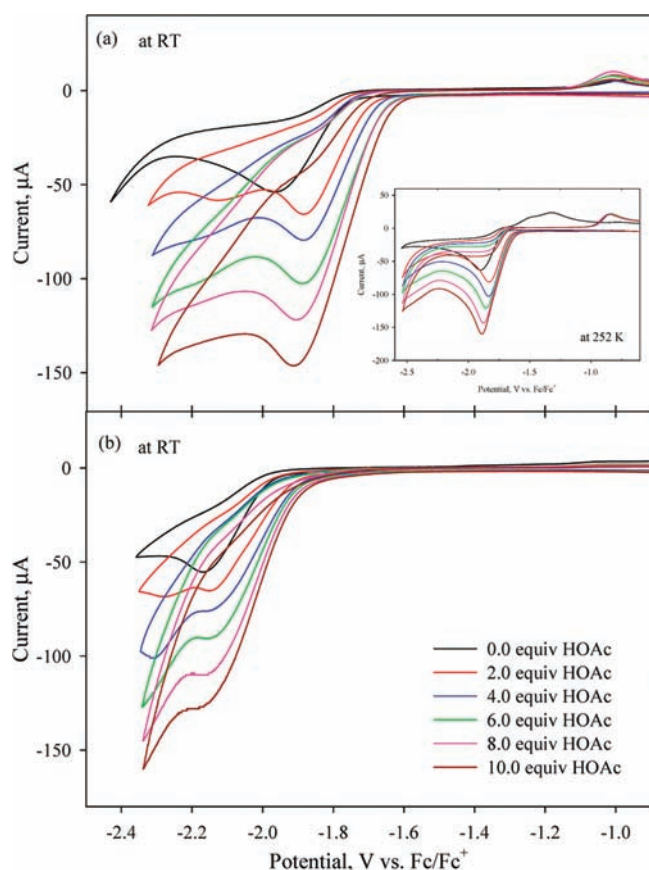 (a) at RT
0
-50
-100
-150
Current, µA
50
0
-50
-100
-150
-200
Current, µA
at 252 K
-2.5 -2.0 -1.5 -1.0
Potential, V vs. Fc/Fc+
(b) at RT
0
-50
-100
-150
Current, µA
0.0 equiv HOAc
2.0 equiv HOAc
4.0 equiv HOAc
6.0 equiv HOAc
8.0 equiv HOAc
10.0 equiv HOAc
-2.4 -2.2 -2.0 -1.8 -1.6 -1.4 -1.2 -1.0
Potential, V vs. Fc/Fc+